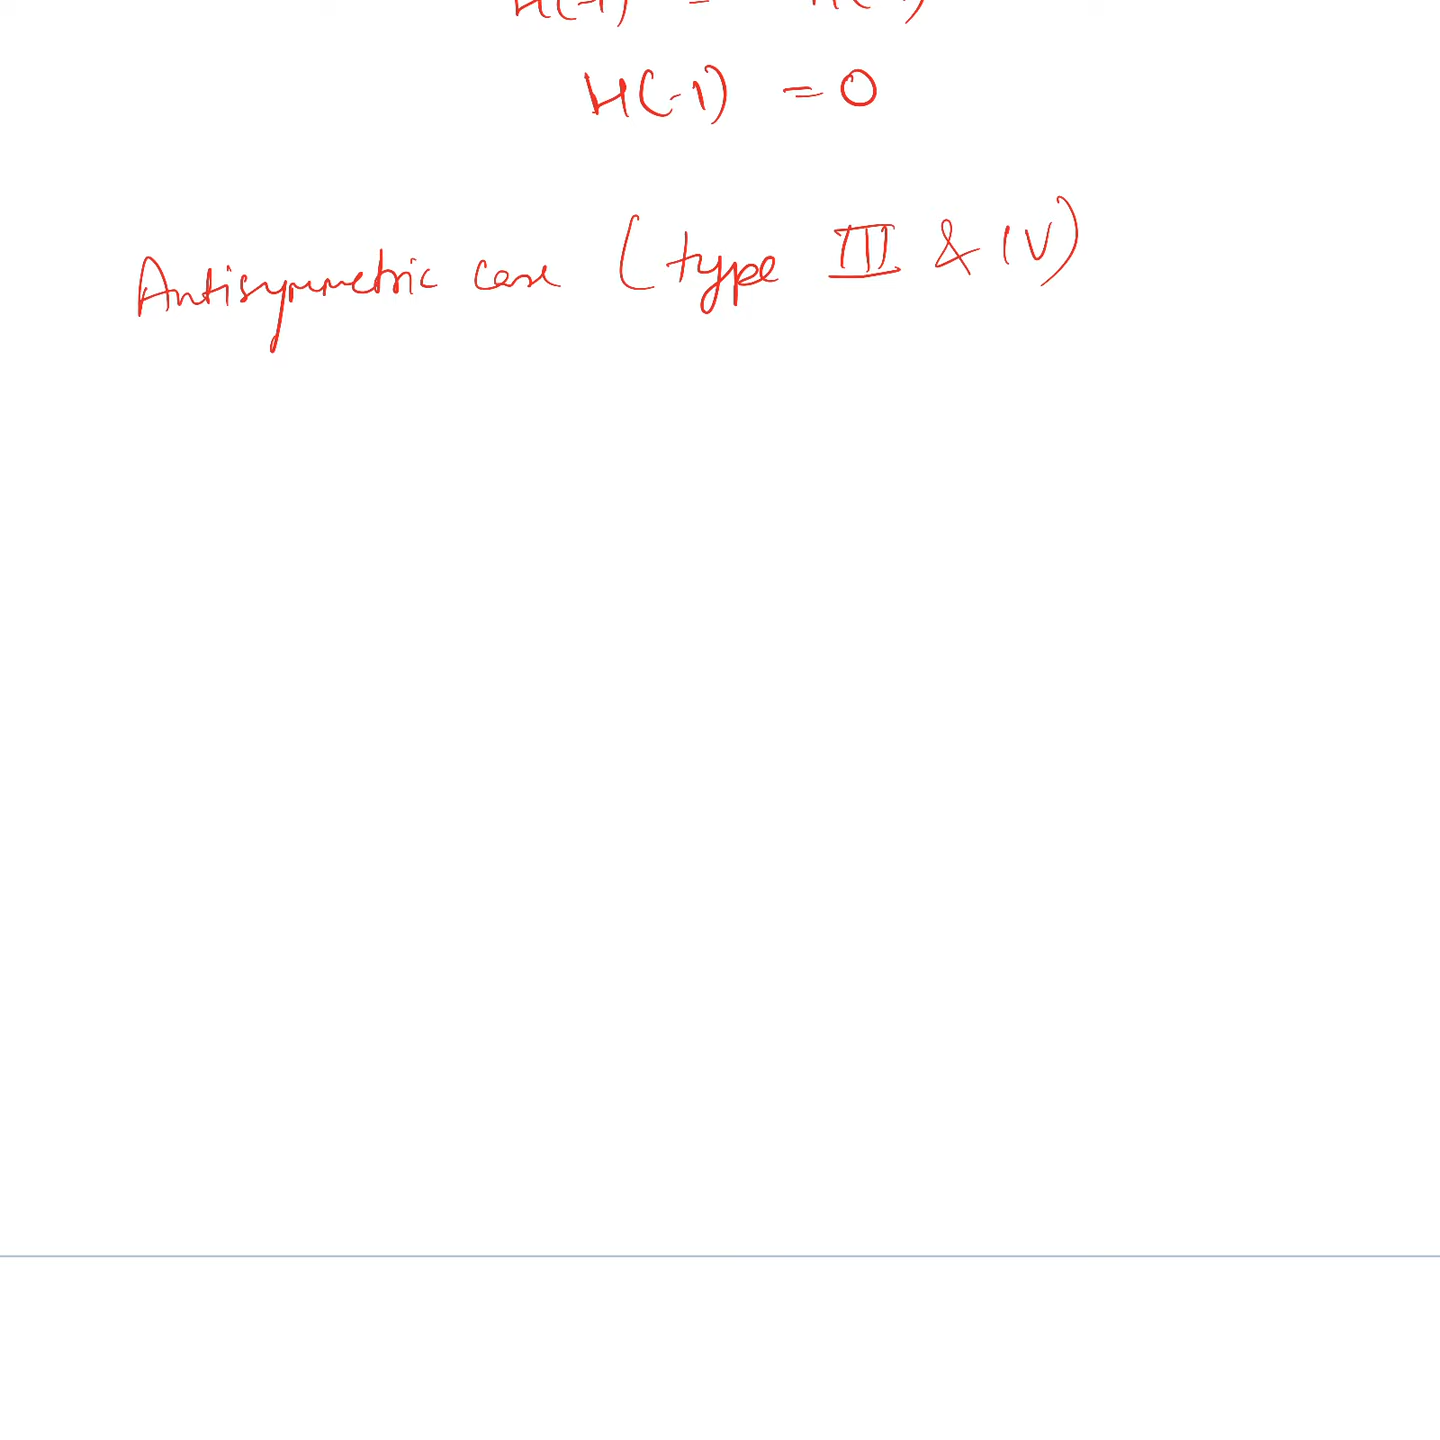 H(-1) = 0
Antisymmetric case (type III & IV)